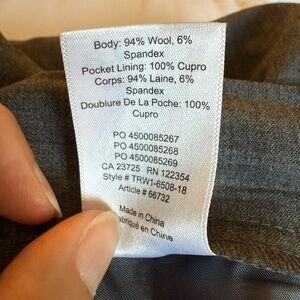 Body: 94% Wool, 6%
Spandex
Pocket Lining: 100% Cupro
Corps: 94% Laine, 6%
Spandex
Doublure De La Poche: 100%
Cupro
PO 4500085267
PO 4500085268
PO 4500085269
CA 23725 RN 122354
Style # TRW1-6508-18
Article # 66732
Made in China
abriqué en Chine